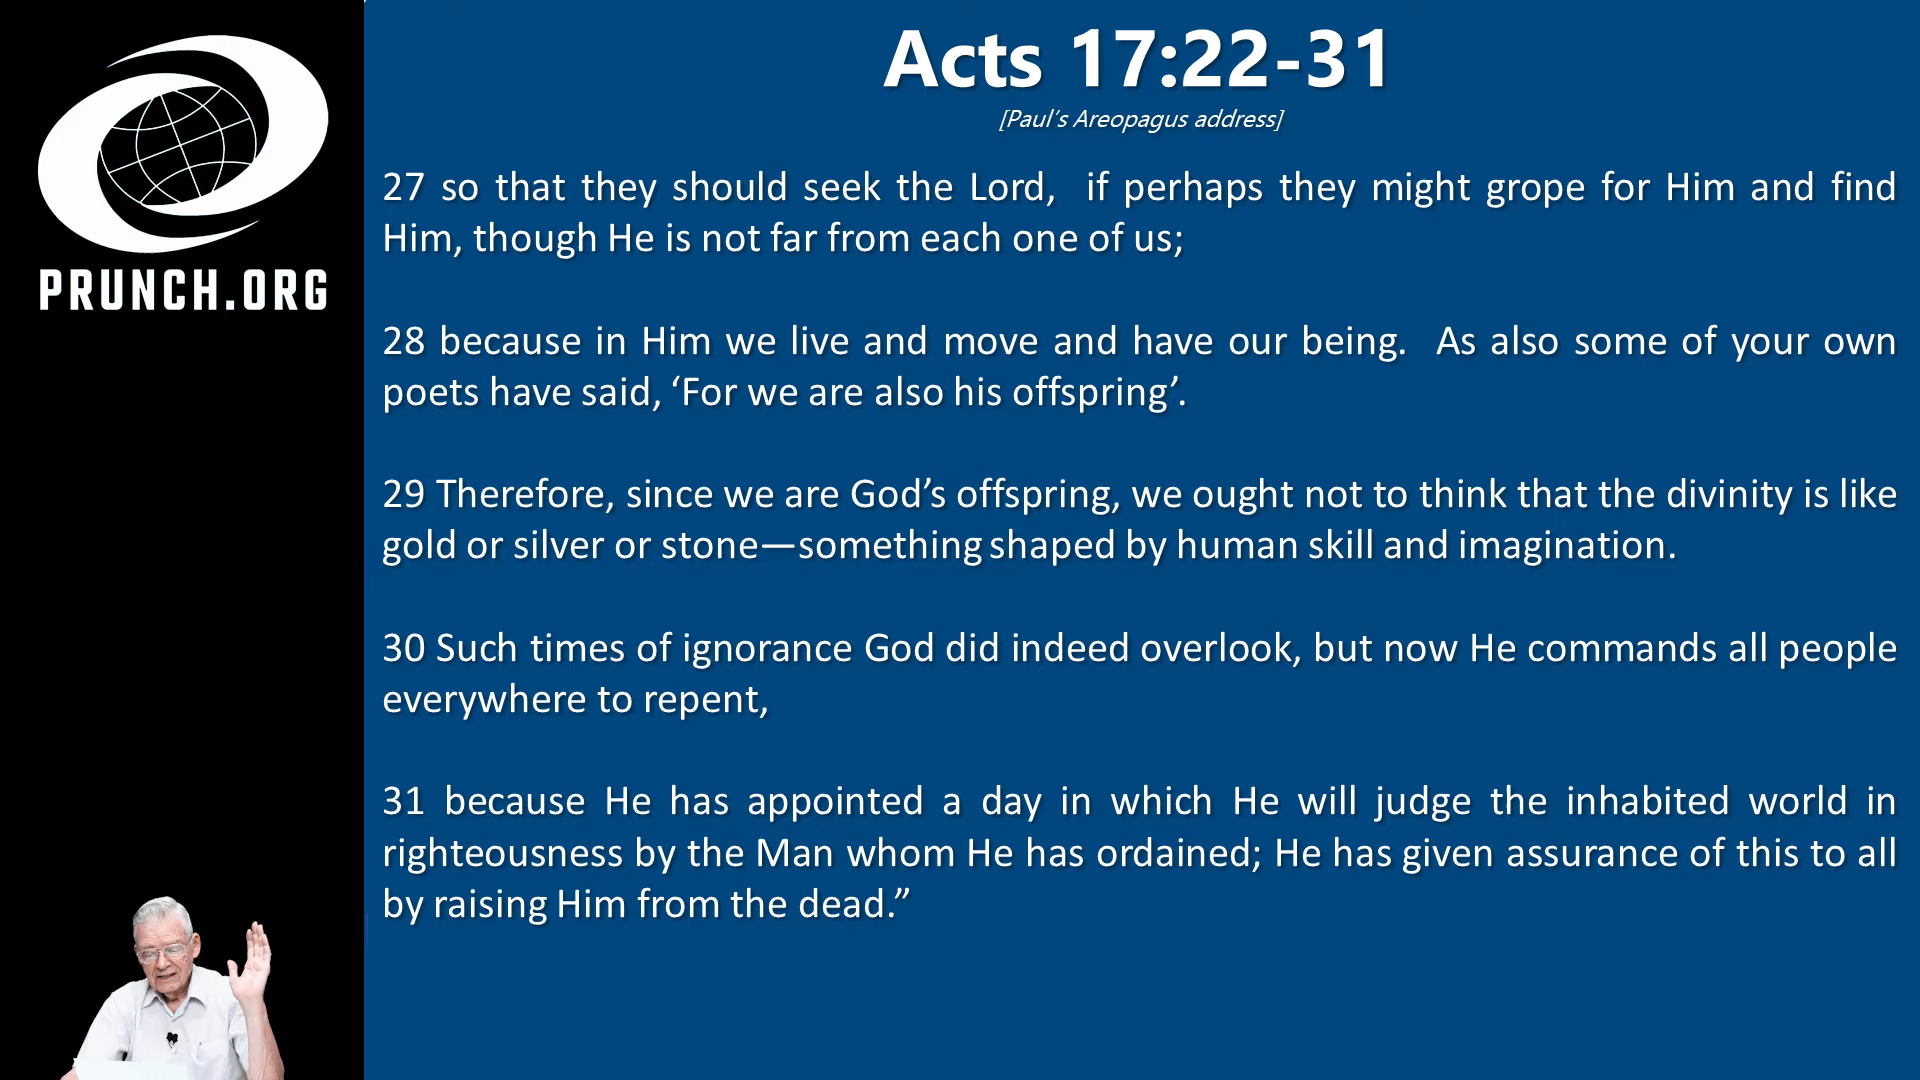 PRUNCH.ORG
Acts 17:22-31
[Paul’s Areopagus address]
27 so that they should seek the Lord,  if perhaps they might grope for Him and find
Him, though He is not far from each one of us;
28 because in Him we live and move and have our being.  As also some of your own
poets have said, ‘For we are also his offspring’.
29 Therefore, since we are God’s offspring, we ought not to think that the divinity is like
gold or silver or stone—something shaped by human skill and imagination.
30 Such times of ignorance God did indeed overlook, but now He commands all people
everywhere to repent,
31 because He has appointed a day in which He will judge the inhabited world in
righteousness by the Man whom He has ordained; He has given assurance of this to all
by raising Him from the dead.”